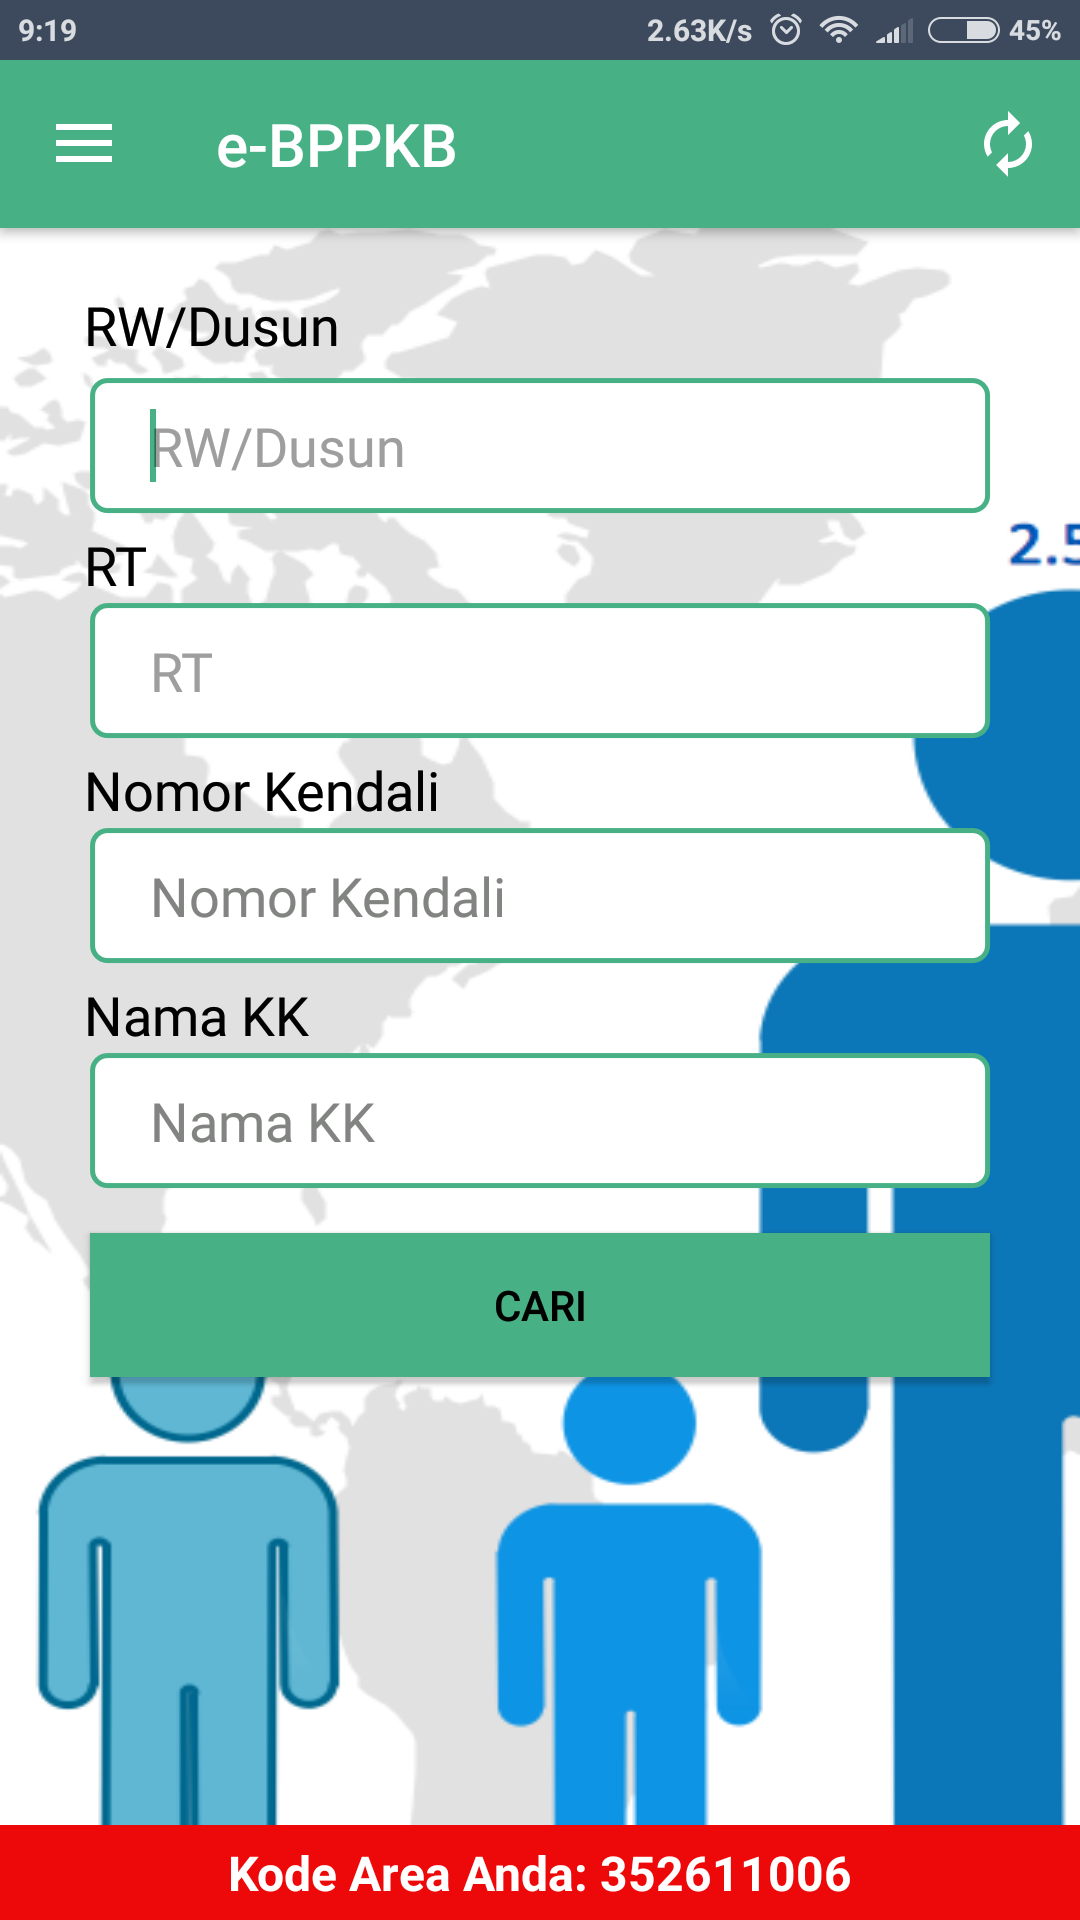 9:19 2.63K/s 45%
e-BPPKB
RW/Dusun
RW/Dusun
2.5
RT
RT
Nomor Kendali
Nomor Kendali
Nama KK
Nama KK
CARI
Kode Area Anda: 352611006